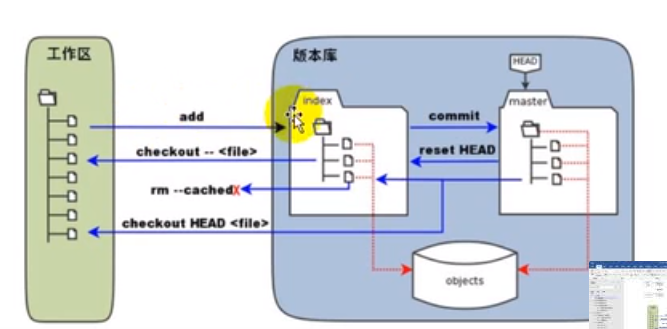 工作区
版本库
HEAD
index
master
add
commit
checkout -- <file>
reset HEAD
rm --cached
checkout HEAD <file>
objects